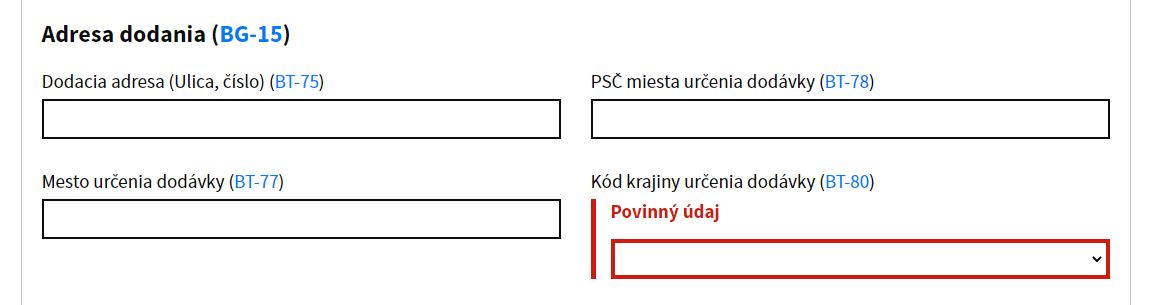 Adresa dodania (BG-15)
Dodacia adresa (Ulica, číslo) (BT-75)
PSČ miesta určenia dodávky (BT-78)
Mesto určenia dodávky (BT-77)
Kód krajiny určenia dodávky (BT-80)
Povinný údaj